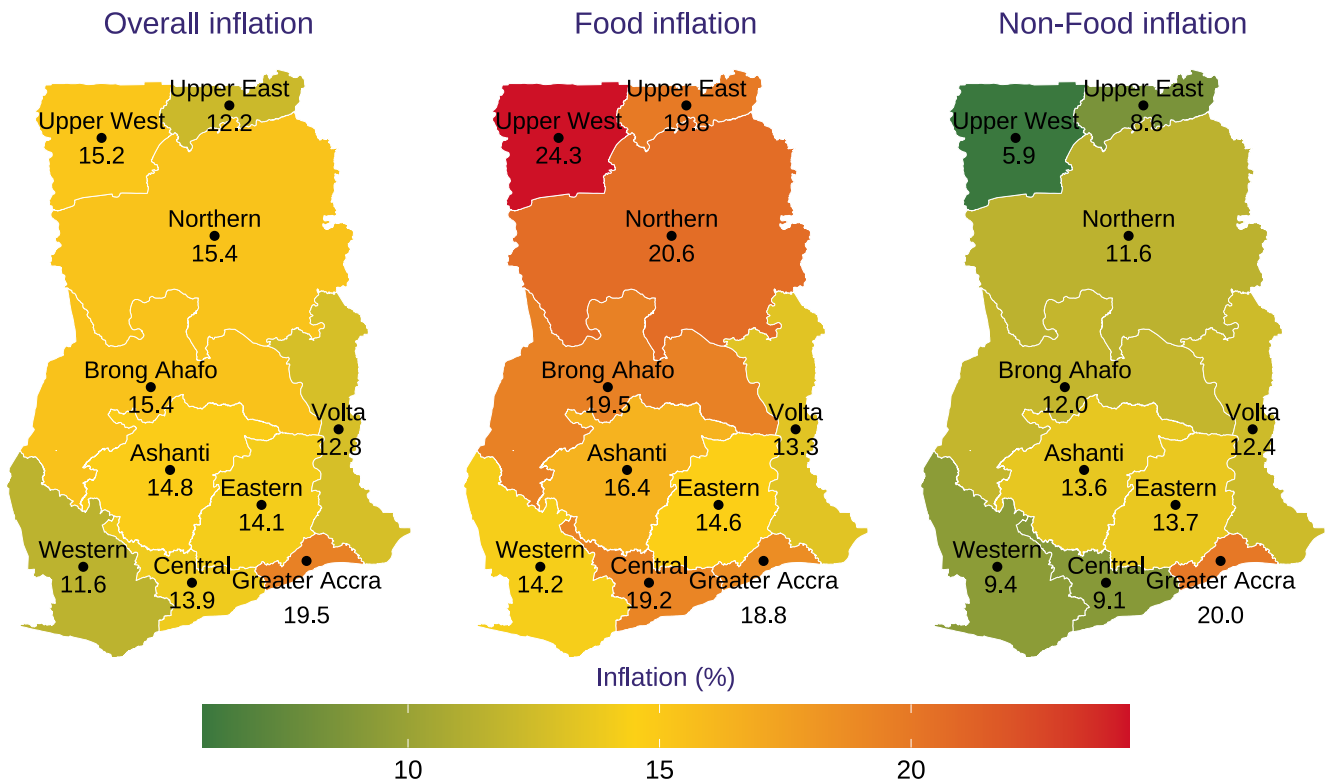 Overall inflation
Food inflation
Non-Food inflation
Upper East
12.2
Upper West
15.2
Northern
15.4
Brong Ahafo
15.4
Volta
12.8
Ashanti
14.8
Eastern
14.1
Western
11.6
Central
13.9
Greater Accra
19.5
Upper East
19.8
Upper West
24.3
Northern
20.6
Brong Ahafo
19.5
Volta
13.3
Ashanti
16.4
Eastern
14.6
Western
14.2
Central
19.2
Greater Accra
18.8
Upper East
8.6
Upper West
5.9
Northern
11.6
Brong Ahafo
12.0
Volta
12.4
Ashanti
13.6
Eastern
13.7
Western
9.4
Central
9.1
Greater Accra
20.0
Inflation (%)
10
15
20